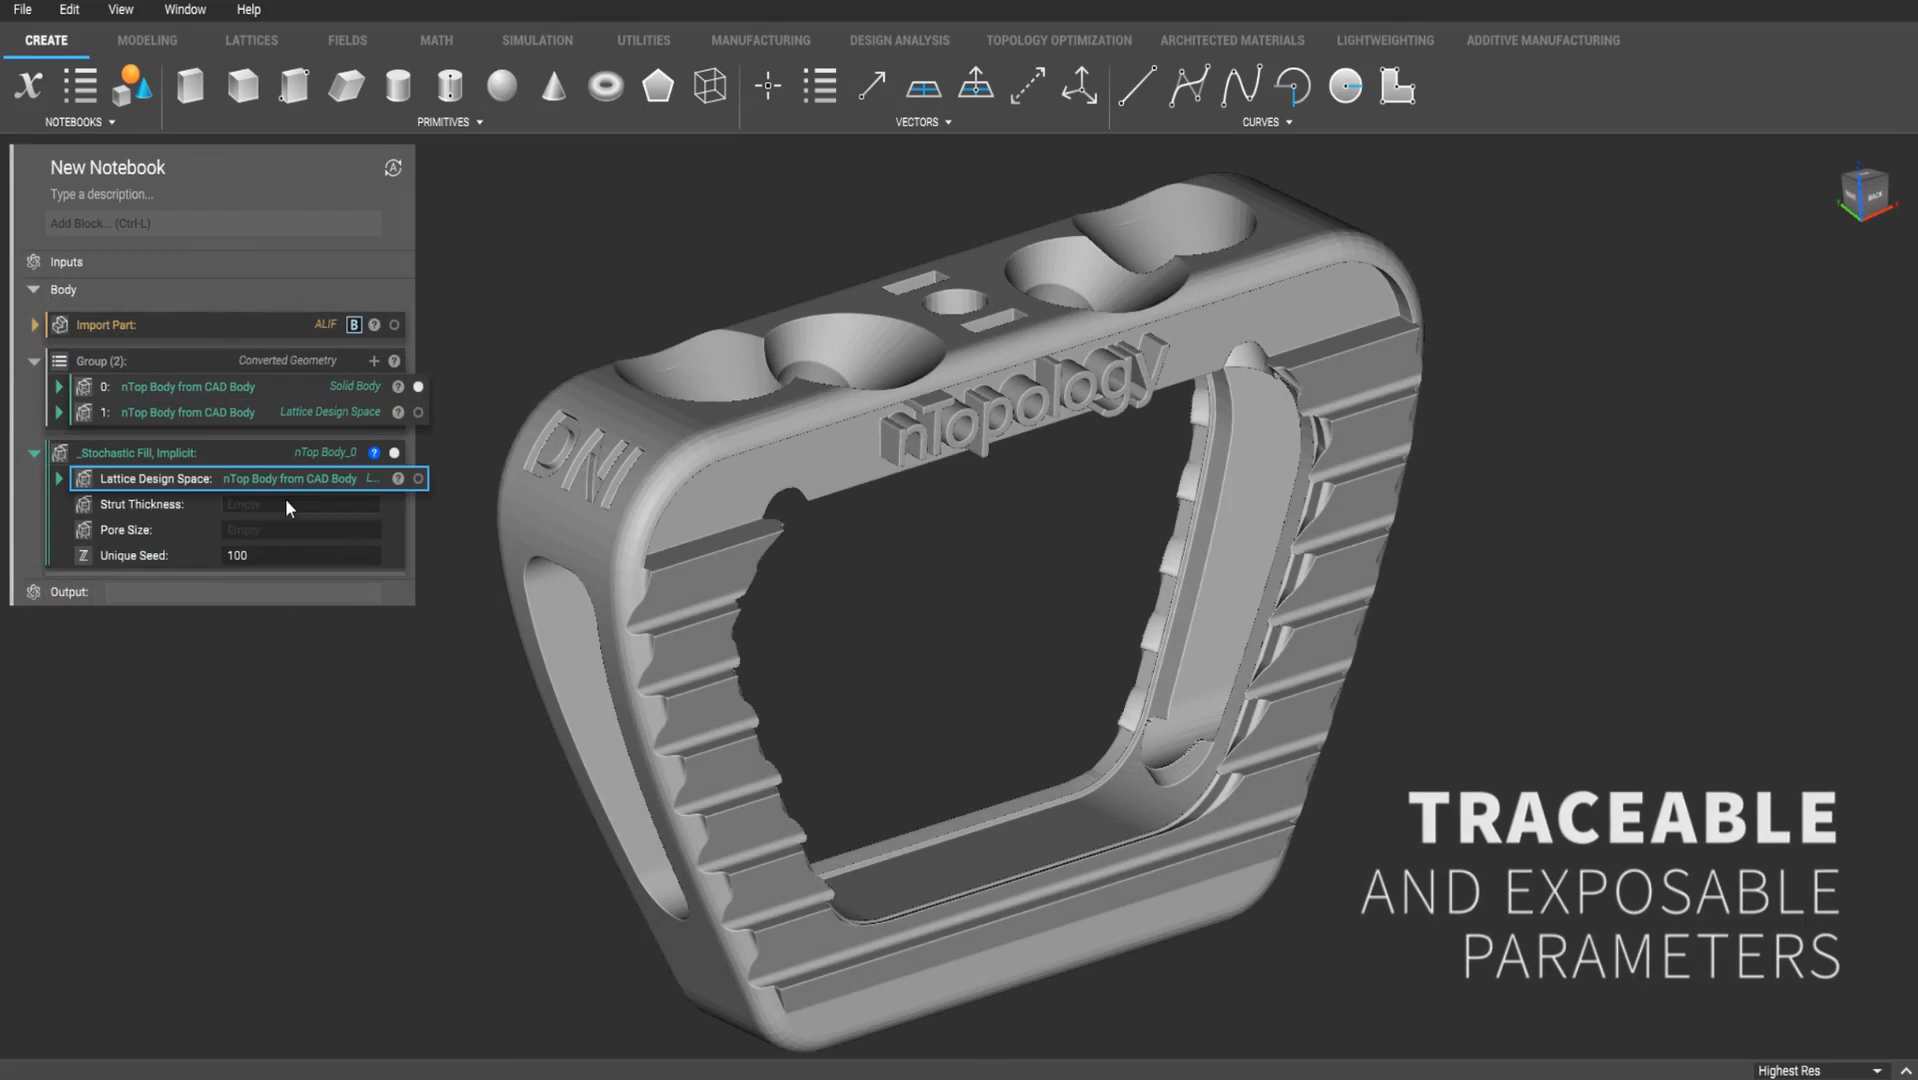 File Edit View Window Help
CREATE MODELING LATTICES FIELDS MATH SIMULATION UTILITIES MANUFACTURING DESIGN ANALYSIS TOPOLOGY OPTIMIZATION ARCHITECTED MATERIALS LIGHTWEIGHTING ADDITIVE MANUFACTURING
NOTEBOOKS PRIMITIVES VECTORS CURVES
New Notebook
Type a description...
Add Block... (Ctrl-L)
Inputs
Body
Import Part: ALIF B ?
Group (2): Converted Geometry + ?
0: nTop Body from CAD Body Solid Body ?
1: nTop Body from CAD Body Lattice Design Space ?
_Stochastic Fill, Implicit: nTop Body_0 ?
Lattice Design Space: nTop Body from CAD Body L... ?
Strut Thickness: Empty
Pore Size: Empty
Unique Seed: 100
Output:
nTopology
BACK
TRACEABLE
AND EXPOSABLE
PARAMETERS
Highest Res